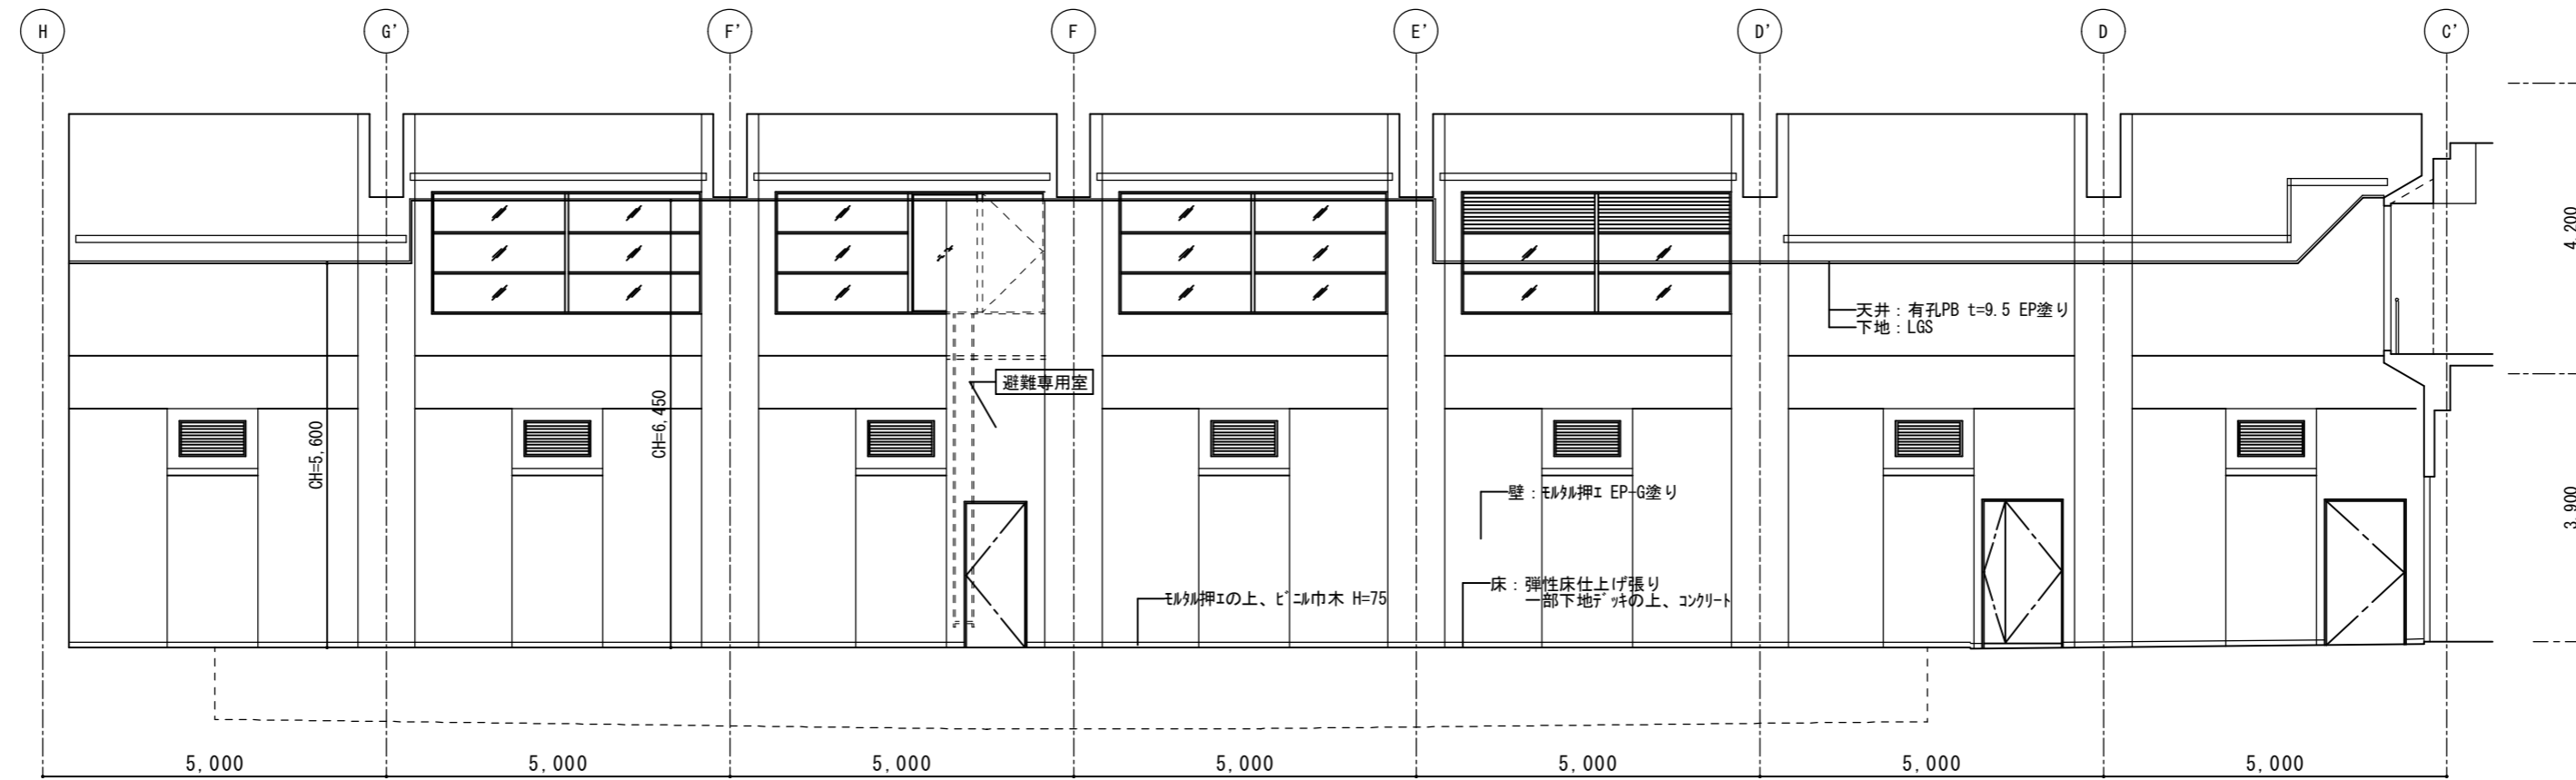 H G' F' F E' D' D C'
4,200
天井：有孔PB t=9.5 EP塗り
下地：LGS
避難専用室
CH=5,600
CH=6,450
壁：ﾓﾙﾀﾙ押ｴ EP-G塗り
3,900
床：弾性床仕上げ張り
一部下地ﾃﾞｯｷの上、ｺﾝｸﾘｰﾄ
ﾓﾙﾀﾙ押ｴの上、ﾋﾞﾆﾙ巾木 H=75
5,000 5,000 5,000 5,000 5,000 5,000 5,000